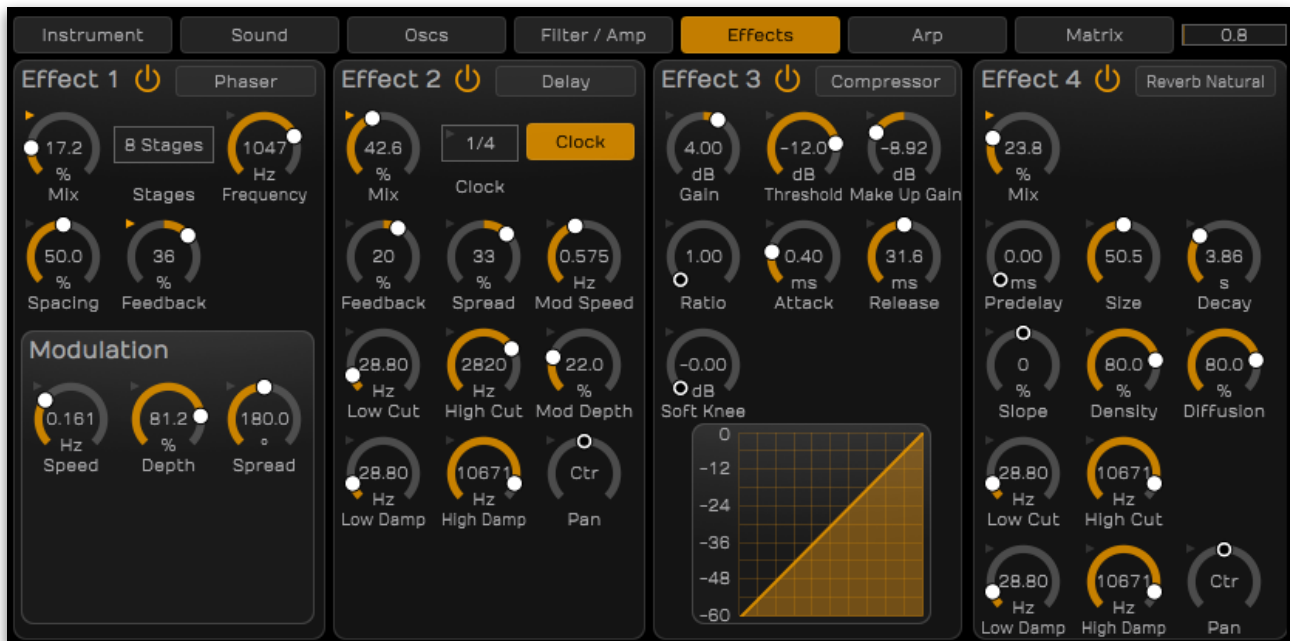 Instrument Sound Oscs Filter / Amp Effects Arp Matrix 0.8
Effect 1 Phaser
17.2 8 Stages 1047
% Hz
Mix Stages Frequency
50.0 36
% %
Spacing Feedback
Modulation
0.161 81.2 180.0
Hz % °
Speed Depth Spread
Effect 2 Delay
42.6 1/4 Clock
%
Mix Clock
20 33 0.575
% % Hz
Feedback Spread Mod Speed
28.80 2820 22.0
Hz Hz %
Low Cut High Cut Mod Depth
28.80 10671 Ctr
Hz Hz
Low Damp High Damp Pan
Effect 3 Compressor
4.00 -12.0 -8.92
dB dB dB
Gain Threshold Make Up Gain
1.00 0.40 31.6
ms ms
Ratio Attack Release
-0.00
dB
Soft Knee
0
-12
-24
-36
-48
-60
Effect 4 Reverb Natural
23.8
%
Mix
0.00 50.5 3.86
ms s
Predelay Size Decay
0 80.0 80.0
% % %
Slope Density Diffusion
28.80 10671
Hz Hz
Low Cut High Cut
28.80 10671 Ctr
Hz Hz
Low Damp High Damp Pan